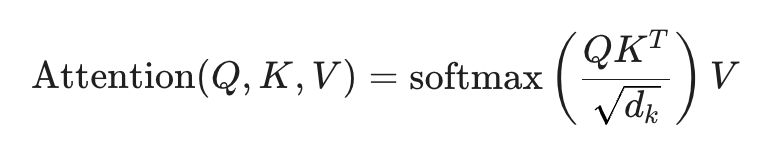 Attention(Q, K, V) = softmax(QK^T / √d_k) V